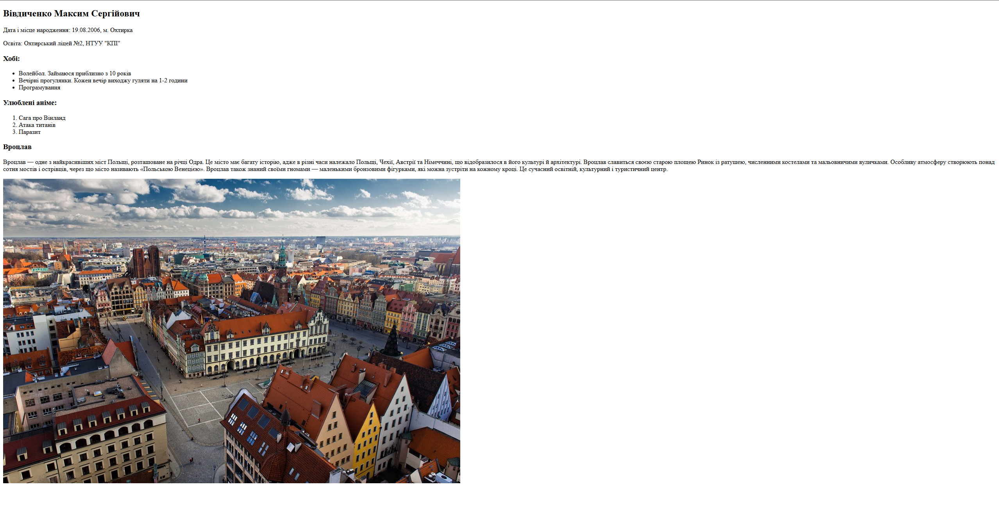 Вівдиченко Максим Сергійович
Дата і місце народження: 19.08.2006, м. Охтирка
Освіта: Охтирський ліцей №2, НТУУ "КПІ"
Хобі:
• Волейбол. Займаюся приблизно з 10 років
• Вечірні прогулянки. Кожен вечір виходжу гуляти на 1-2 години
• Програмування
Улюблені аніме:
1. Сага про Вінланд
2. Атака титанів
3. Паразит
Вроцлав
Вроцлав — одне з найкрасивіших міст Польщі, розташоване на річці Одра. Це місто має багату історію, адже в різні часи належало Польщі, Чехії, Австрії та Німеччині, що відобразилося в його культурі й архітектурі. Вроцлав славиться своєю старою площею Ринок із ратушею, численними костелами та мальовничими вуличками. Особливу атмосферу створюють понад
сотня мостів і острівців, через що місто називають «Польською Венецією». Вроцлав також знаний своїми гномами — маленькими бронзовими фігурками, які можна зустріти на кожному кроці. Це сучасний освітній, культурний і туристичний центр.